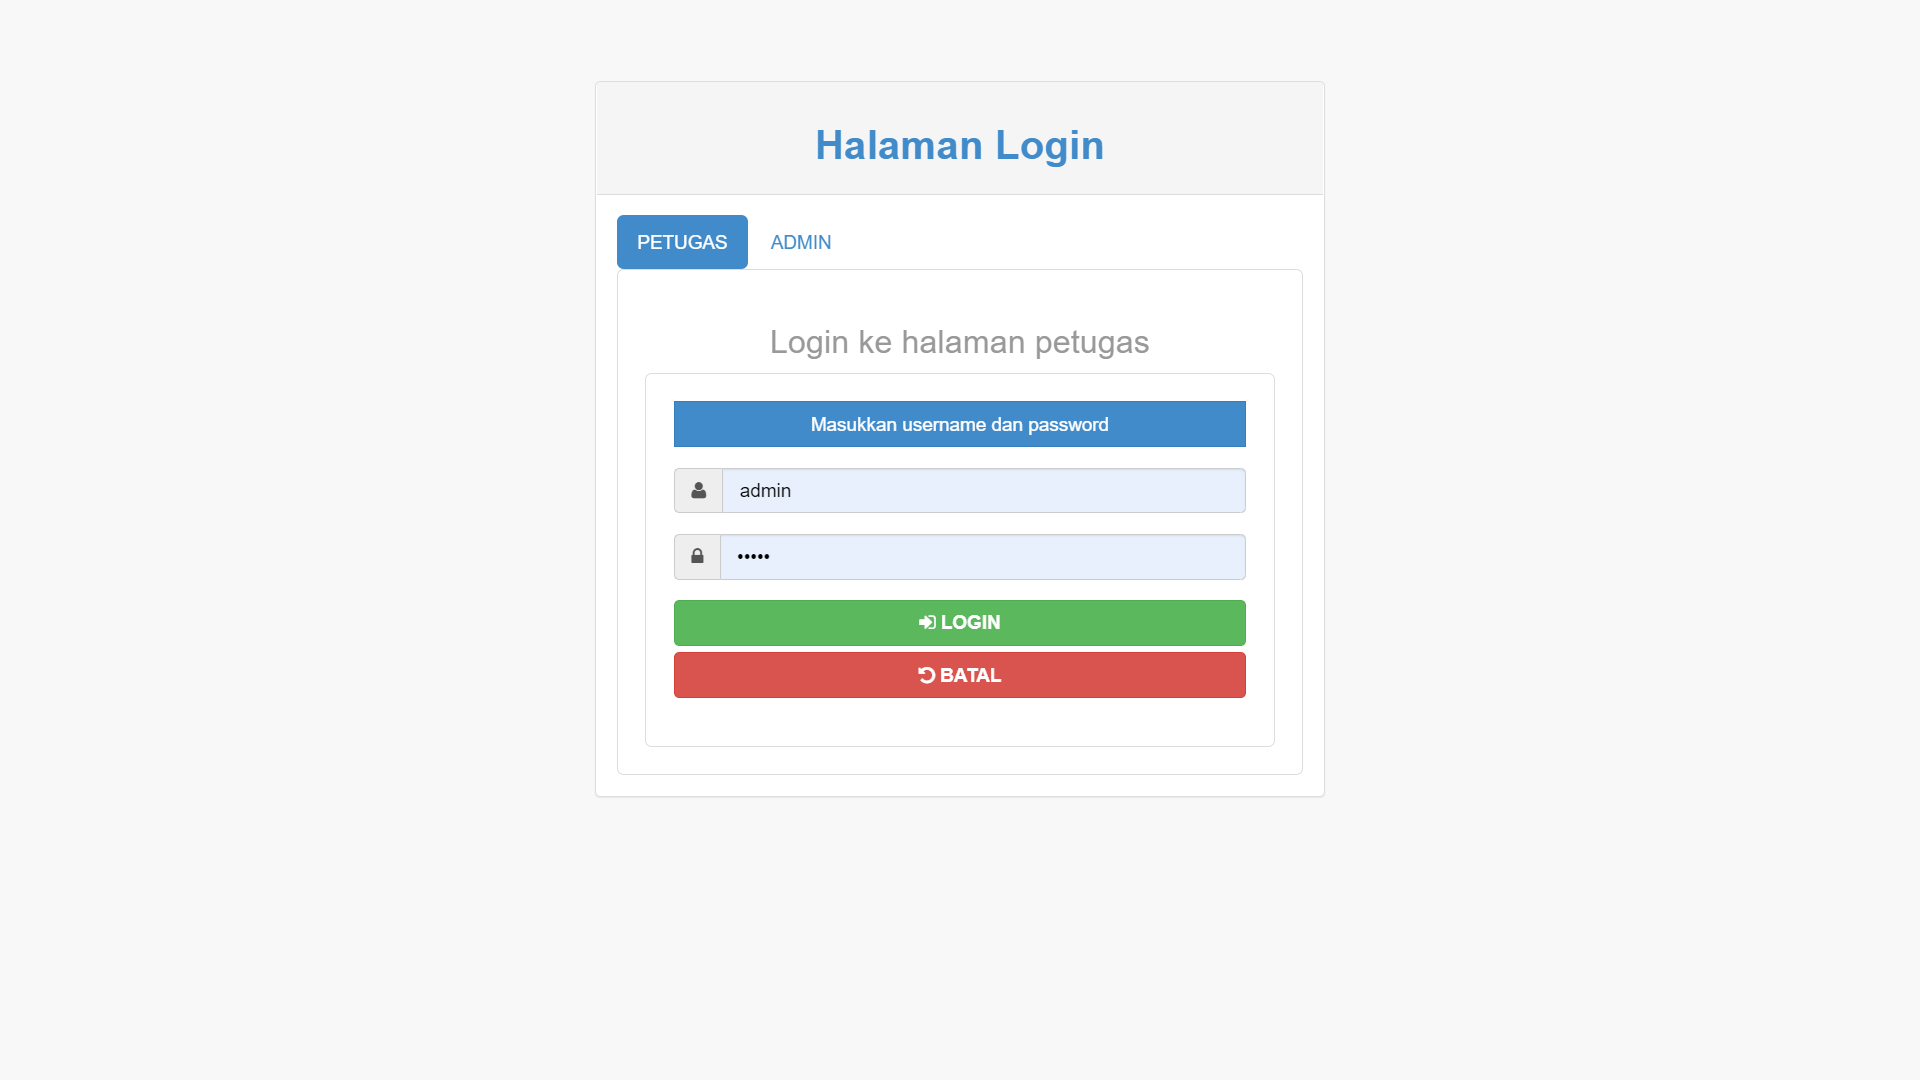 Halaman Login
PETUGAS ADMIN
Login ke halaman petugas
Masukkan username dan password
admin
•••••
LOGIN
BATAL